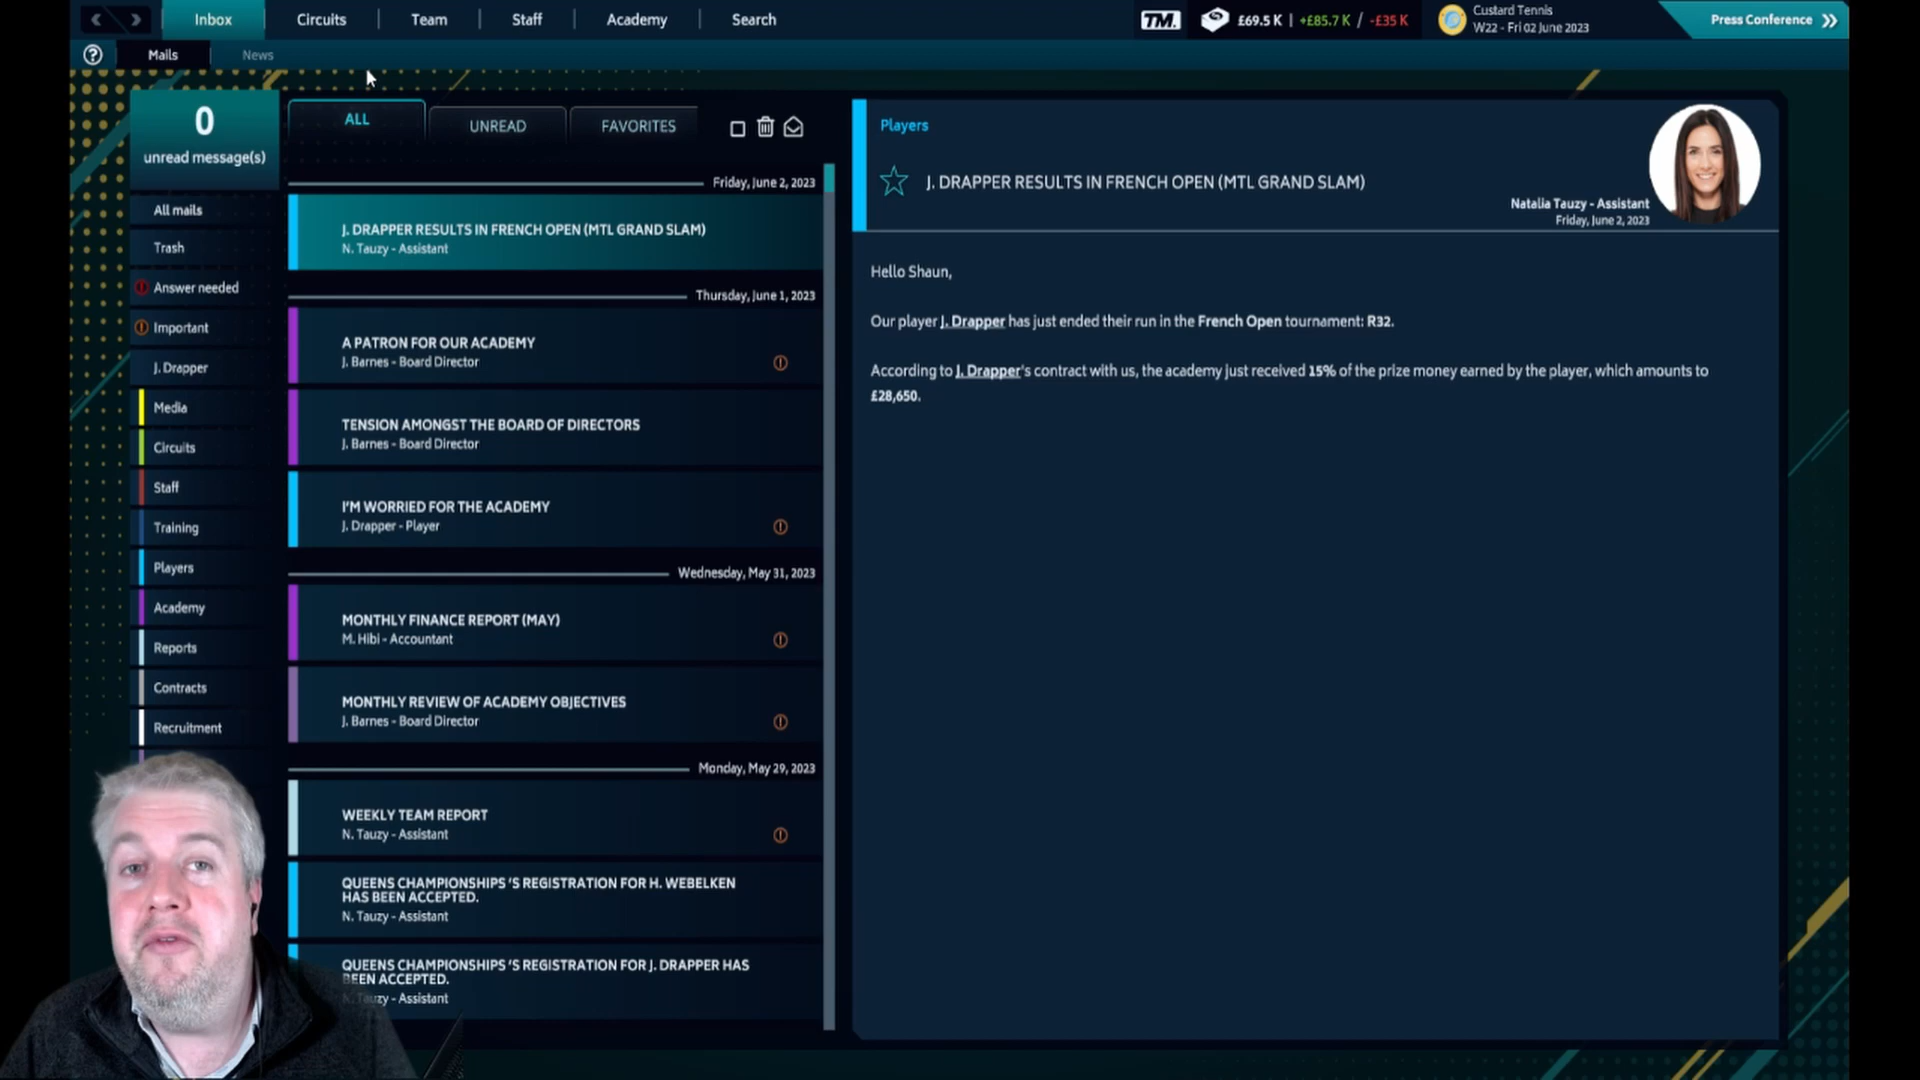 Inbox
Circuits
Team
Staff
Academy
Search
TM.
£69.5 K | +£85.7 K / -£35 K
Custard Tennis
W22 - Fri 02 June 2023
Press Conference
Mails
News
0
unread message(s)
All mails
Trash
Answer needed
Important
J. Drapper
Media
Circuits
Staff
Training
Players
Academy
Reports
Contracts
Recruitment
ALL
UNREAD
FAVORITES
Friday, June 2, 2023
J. DRAPPER RESULTS IN FRENCH OPEN (MTL GRAND SLAM)
N. Tauzy - Assistant
Thursday, June 1, 2023
A PATRON FOR OUR ACADEMY
J. Barnes - Board Director
TENSION AMONGST THE BOARD OF DIRECTORS
J. Barnes - Board Director
I'M WORRIED FOR THE ACADEMY
J. Drapper - Player
Wednesday, May 31, 2023
MONTHLY FINANCE REPORT (MAY)
M. Hibi - Accountant
MONTHLY REVIEW OF ACADEMY OBJECTIVES
J. Barnes - Board Director
Monday, May 29, 2023
WEEKLY TEAM REPORT
N. Tauzy - Assistant
QUEENS CHAMPIONSHIPS 'S REGISTRATION FOR H. WEBELKEN
HAS BEEN ACCEPTED.
N. Tauzy - Assistant
QUEENS CHAMPIONSHIPS 'S REGISTRATION FOR J. DRAPPER HAS
BEEN ACCEPTED.
N. Tauzy - Assistant
Players
J. DRAPPER RESULTS IN FRENCH OPEN (MTL GRAND SLAM)
Natalia Tauzy - Assistant
Friday, June 2, 2023
Hello Shaun,
Our player J. Drapper has just ended their run in the French Open tournament: R32.
According to J. Drapper's contract with us, the academy just received 15% of the prize money earned by the player, which amounts to
£28,650.